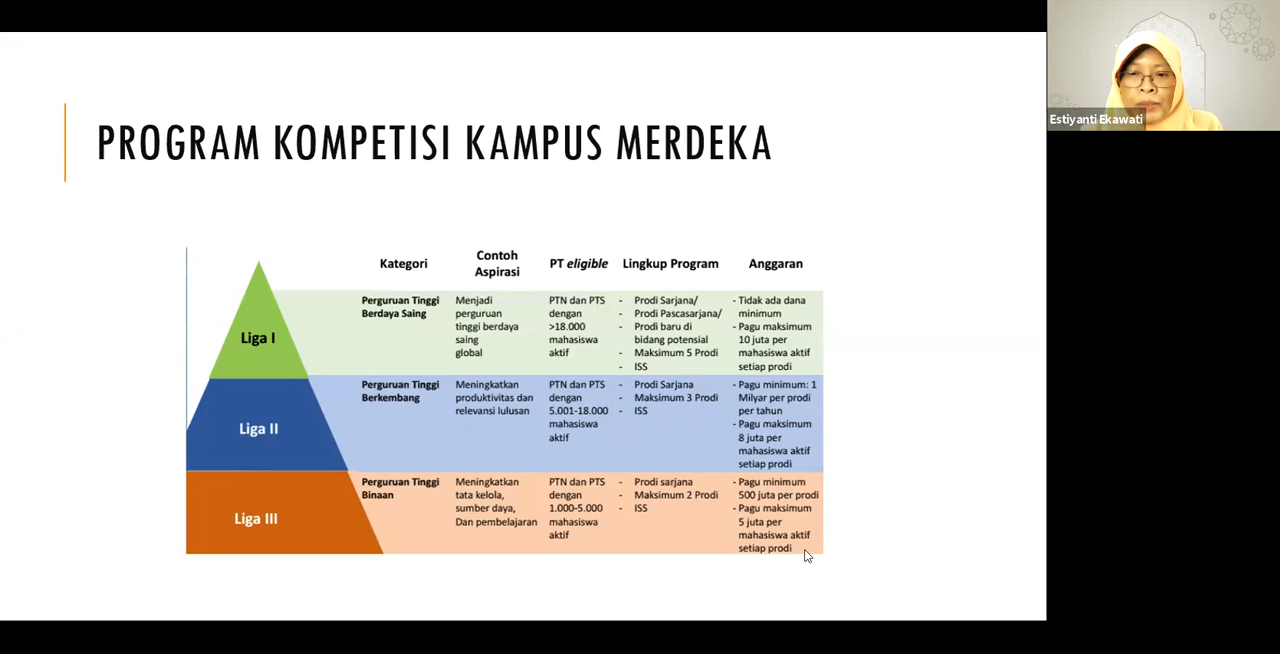 PROGRAM KOMPETISI KAMPUS MERDEKA
Estiyanti Ekawati
Kategori
Contoh
Aspirasi
PT eligible
Lingkup Program
Anggaran
Liga I
Perguruan Tinggi
Berdaya Saing
Menjadi
perguruan
tinggi berdaya
saing
global
PTN dan PTS
dengan
>18.000
mahasiswa
aktif
- Prodi Sarjana/
- Prodi Pascasarjana/
- Prodi baru di
bidang potensial
- Maksimum 5 Prodi
- ISS
- Tidak ada dana
minimum
- Pagu maksimum
10 juta per
mahasiswa aktif
setiap prodi
Liga II
Perguruan Tinggi
Berkembang
Meningkatkan
produktivitas dan
relevansi lulusan
PTN dan PTS
dengan
5.001-18.000
mahasiswa
aktif
- Prodi Sarjana
- Maksimum 3 Prodi
- ISS
- Pagu minimum: 1
Milyar per prodi
per tahun
- Pagu maksimum
8 juta per
mahasiswa aktif
setiap prodi
Liga III
Perguruan Tinggi
Binaan
Meningkatkan
tata kelola,
sumber daya,
Dan pembelajaran
PTN dan PTS
dengan
1.000-5.000
mahasiswa
aktif
- Prodi sarjana
- Maksimum 2 Prodi
- ISS
- Pagu minimum
500 juta per prodi
- Pagu maksimum
5 juta per
mahasiswa aktif
setiap prodi